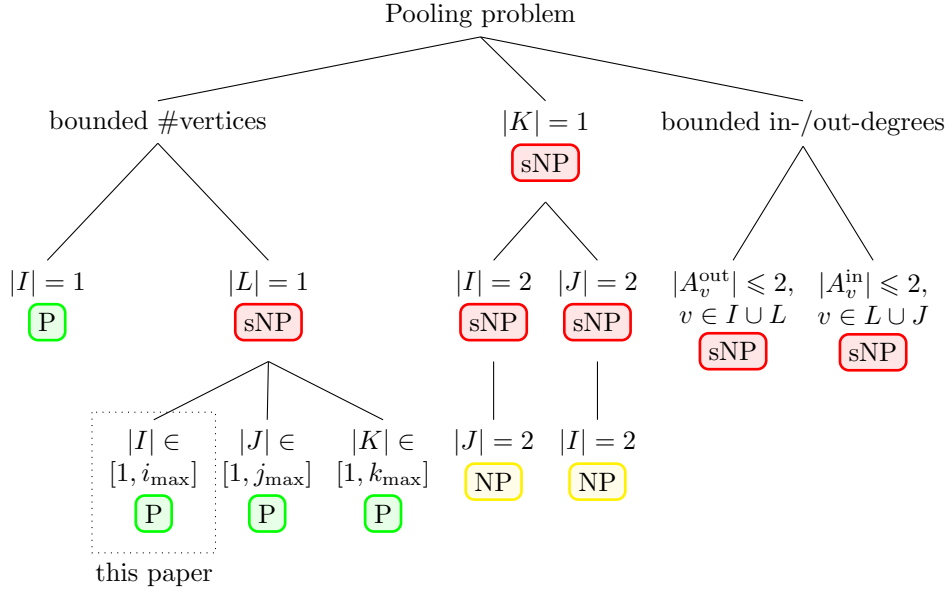 Pooling problem
bounded #vertices
|K| = 1
sNP
bounded in-/out-degrees
|I| = 1
P
|L| = 1
sNP
|I| = 2
sNP
|J| = 2
sNP
|A_v^out| ⩽ 2,
v ∈ I ∪ L
sNP
|A_v^in| ⩽ 2,
v ∈ L ∪ J
sNP
|I| ∈
[1, i_max]
P
|J| ∈
[1, j_max]
P
|K| ∈
[1, k_max]
P
|J| = 2
NP
|I| = 2
NP
this paper